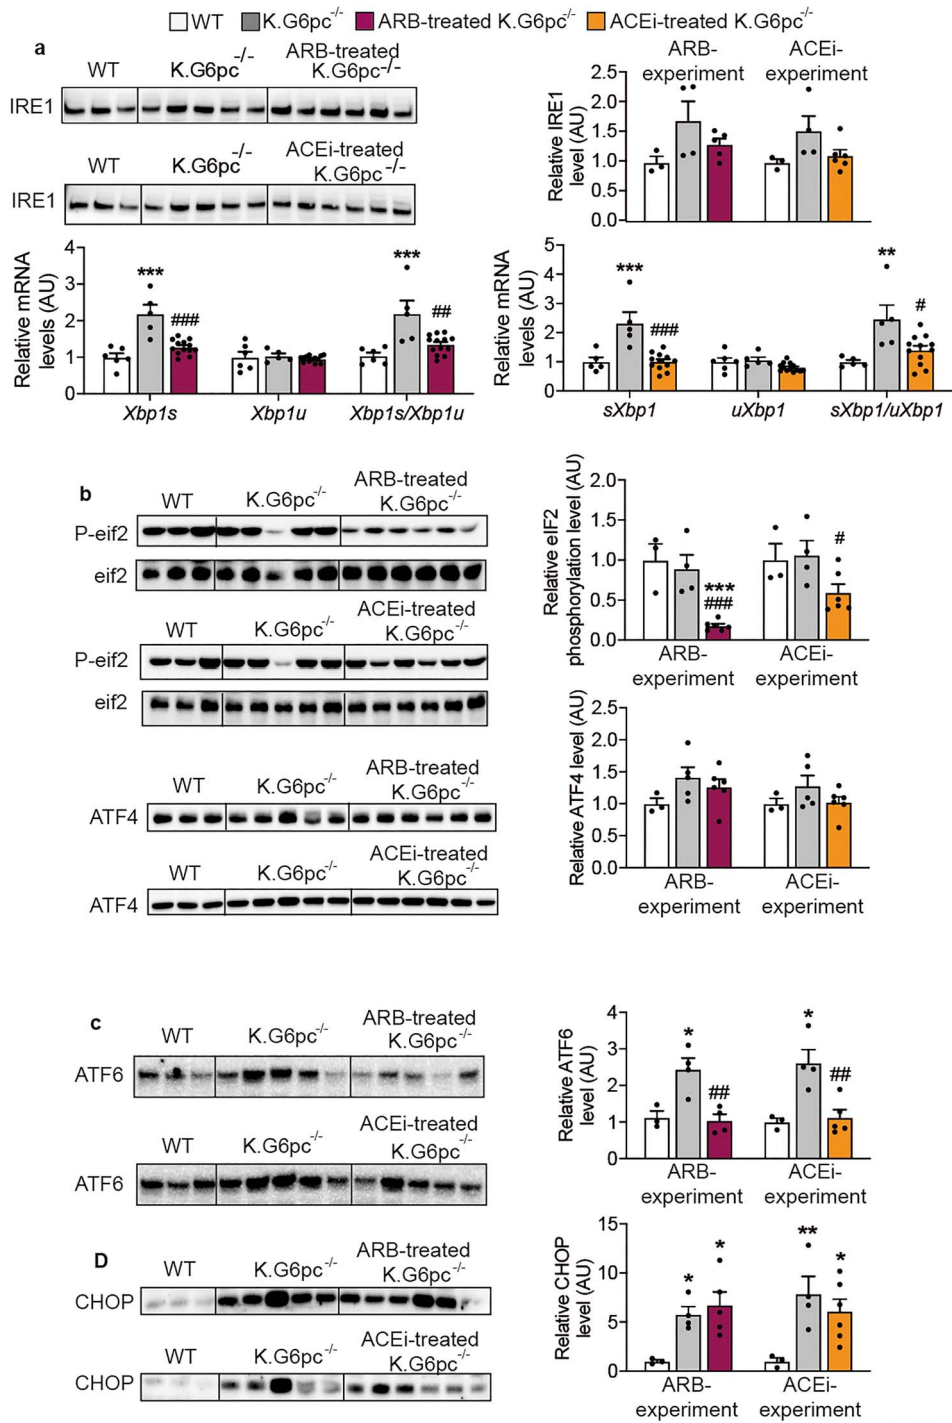 WT K.G6pc-/- ARB-treated K.G6pc-/- ACEi-treated K.G6pc-/-
a
WT K.G6pc-/- ARB-treated K.G6pc-/-
IRE1
WT K.G6pc-/- ACEi-treated K.G6pc-/-
IRE1
ARB-experiment ACEi-experiment
Relative IRE1 level (AU)
2.5
2.0
1.5
1.0
0.5
0.0
Relative mRNA levels (AU)
4
3
2
1
0
*** ### *** ##
Xbp1s Xbp1u Xbp1s/Xbp1u
Relative mRNA levels (AU)
5
4
3
2
1
0
*** ### ** #
sXbp1 uXbp1 sXbp1/uXbp1
b
WT K.G6pc-/- ARB-treated K.G6pc-/-
P-eif2
eif2
WT K.G6pc-/- ACEi-treated K.G6pc-/-
P-eif2
eif2
Relative eIF2 phosphorylation level (AU)
2.0
1.5
1.0
0.5
0.0
***
### #
ARB-experiment ACEi-experiment
WT K.G6pc-/- ARB-treated K.G6pc-/-
ATF4
WT K.G6pc-/- ACEi-treated K.G6pc-/-
ATF4
Relative ATF4 level (AU)
2.5
2.0
1.5
1.0
0.5
0.0
ARB-experiment ACEi-experiment
c
WT K.G6pc-/- ARB-treated K.G6pc-/-
ATF6
WT K.G6pc-/- ACEi-treated K.G6pc-/-
ATF6
Relative ATF6 level (AU)
4
3
2
1
0
* ## * ##
ARB-experiment ACEi-experiment
D
WT K.G6pc-/- ARB-treated K.G6pc-/-
CHOP
WT K.G6pc-/- ACEi-treated K.G6pc-/-
CHOP
Relative CHOP level (AU)
15
10
5
0
* * ** *
ARB-experiment ACEi-experiment